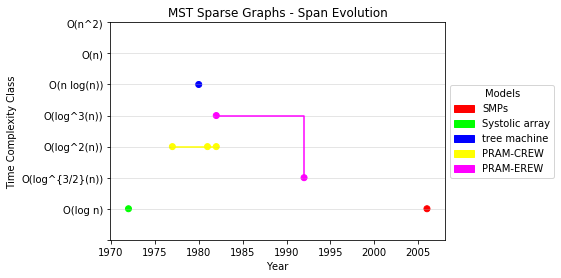 MST Sparse Graphs - Span Evolution
O(n^2)
O(n)
O(n log(n))
O(log^3(n))
O(log^2(n))
O(log^{3/2}(n))
O(log n)
Time Complexity Class
1970 1975 1980 1985 1990 1995 2000 2005
Year
Models
SMPs
Systolic array
tree machine
PRAM-CREW
PRAM-EREW